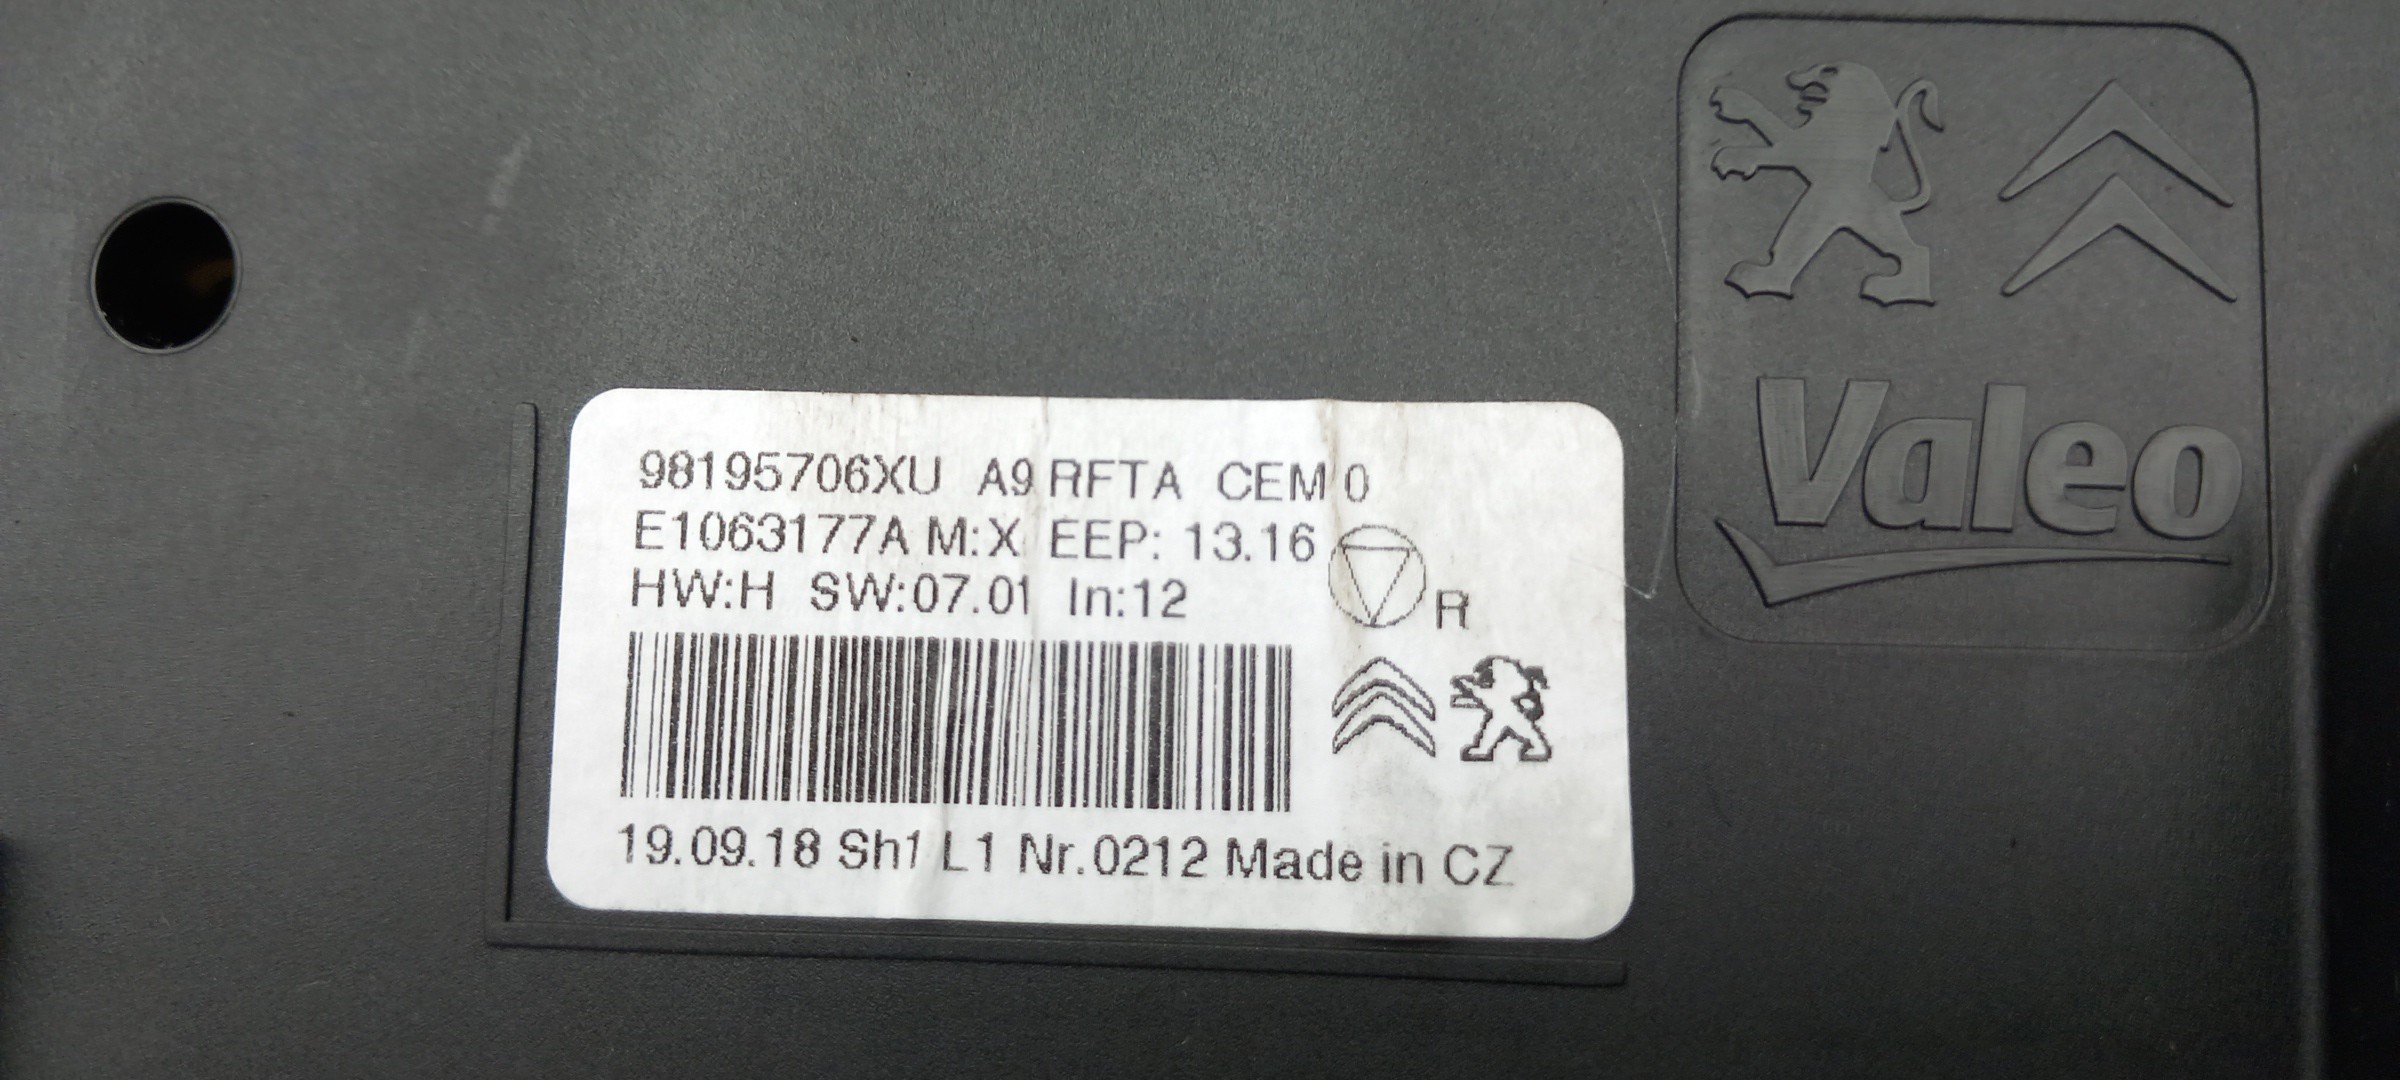 Valeo
98195706XU A9 RFTA CEM 0
E1063177A M:X EEP: 13.16
HW:H SW:07.01 In:12
R
19.09.18 Sh1 L1 Nr.0212 Made in CZ